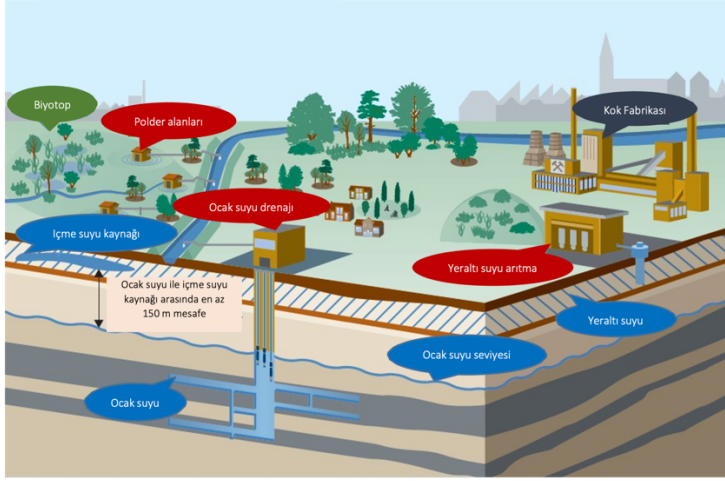 Biyotop
Polder alanları
Kok Fabrikası
Ocak suyu drenajı
İçme suyu kaynağı
Yeraltı suyu arıtma
Ocak suyu ile içme suyu
kaynağı arasında en az
150 m mesafe
Yeraltı suyu
Ocak suyu seviyesi
Ocak suyu